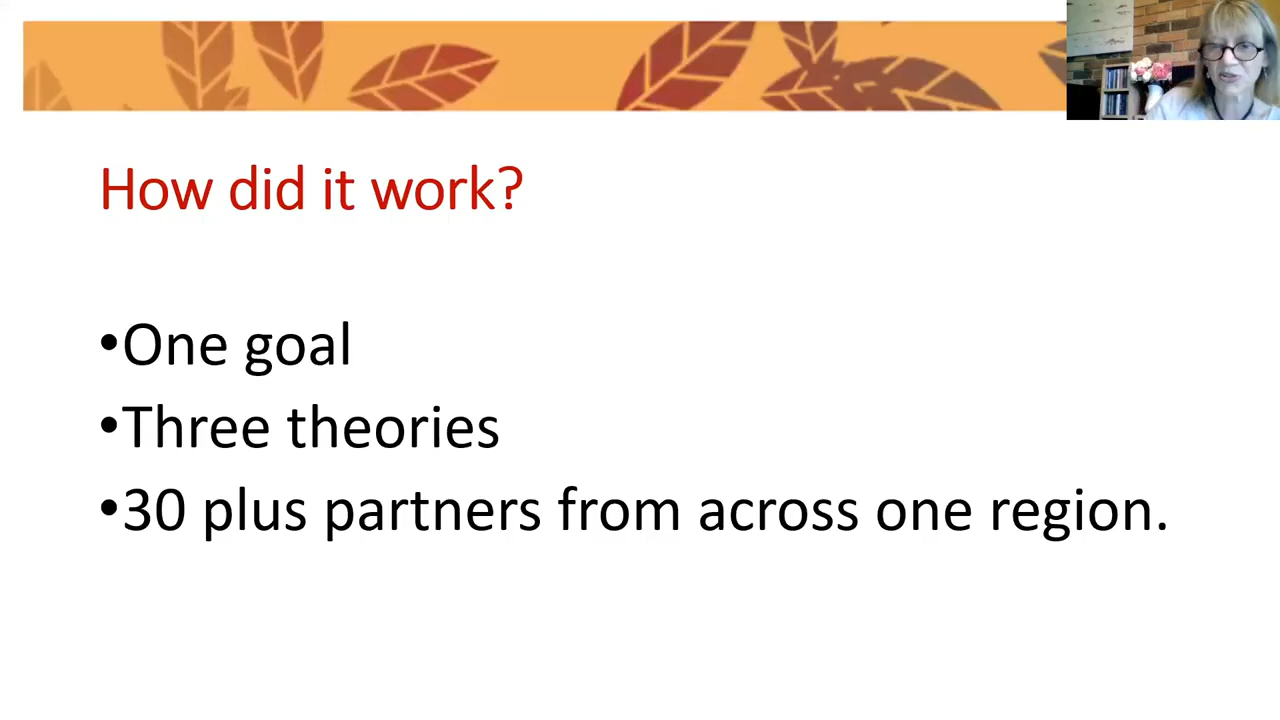 How did it work?
•One goal
•Three theories
•30 plus partners from across one region.